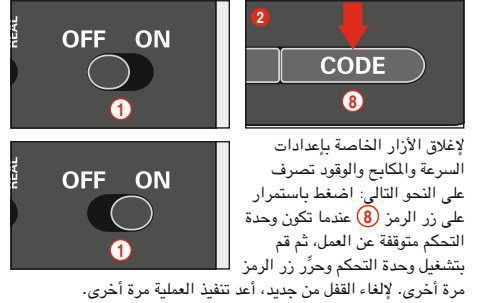 REAL
OFF ON
1
2
CODE
8
REAL
OFF ON
1
لإغلاق الأزرار الخاصة بإعدادات
السرعة والمكابح والوقود تصرف
على النحو التالي: اضغط باستمرار
على زر الرمز 8 عندما تكون وحدة
التحكم متوقفة عن العمل، ثم قم
بتشغيل وحدة التحكم وحرِّر زر الرمز
مرة أخرى. لإلغاء القفل من جديد، أعد تنفيذ العملية مرة أخرى.